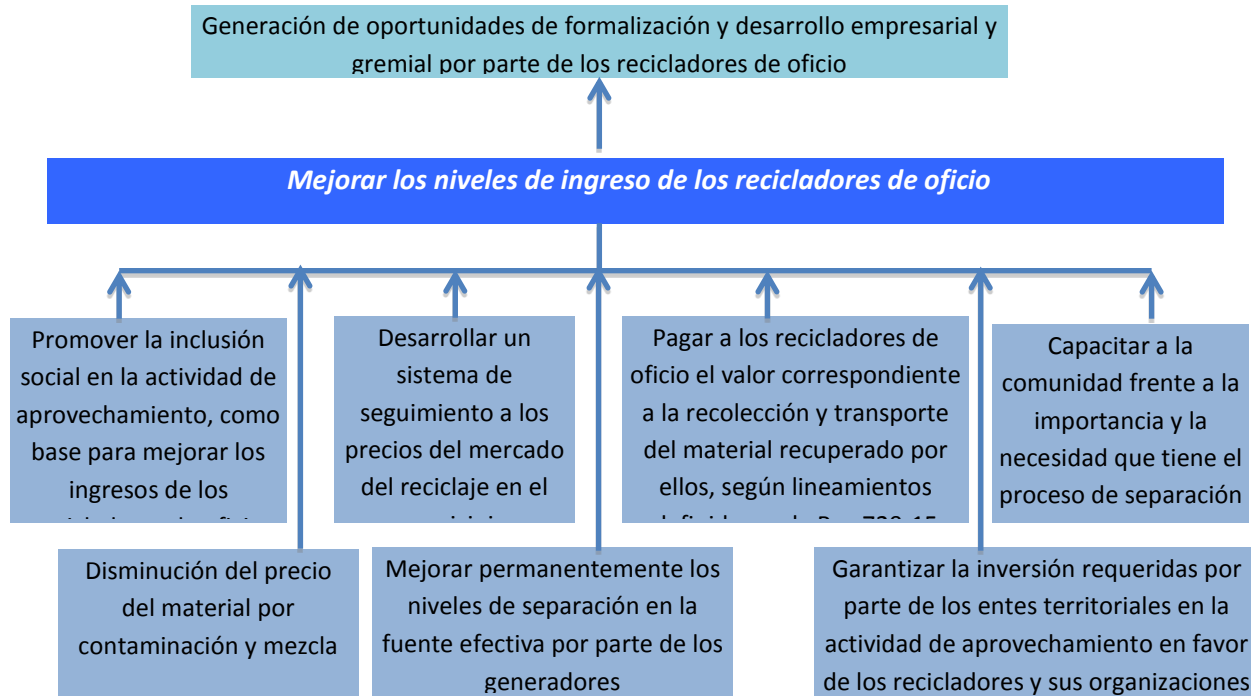 Generación de oportunidades de formalización y desarrollo empresarial y
gremial por parte de los recicladores de oficio
Mejorar los niveles de ingreso de los recicladores de oficio
Promover la inclusión
social en la actividad de
aprovechamiento, como
base para mejorar los
ingresos de los
Desarrollar un
sistema de
seguimiento a los
precios del mercado
del reciclaje en el
Pagar a los recicladores de
oficio el valor correspondiente
a la recolección y transporte
del material recuperado por
ellos, según lineamientos
Capacitar a la
comunidad frente a la
importancia y la
necesidad que tiene el
proceso de separación
Disminución del precio
del material por
contaminación y mezcla
Mejorar permanentemente los
niveles de separación en la
fuente efectiva por parte de los
generadores
Garantizar la inversión requeridas por
parte de los entes territoriales en la
actividad de aprovechamiento en favor
de los recicladores y sus organizaciones